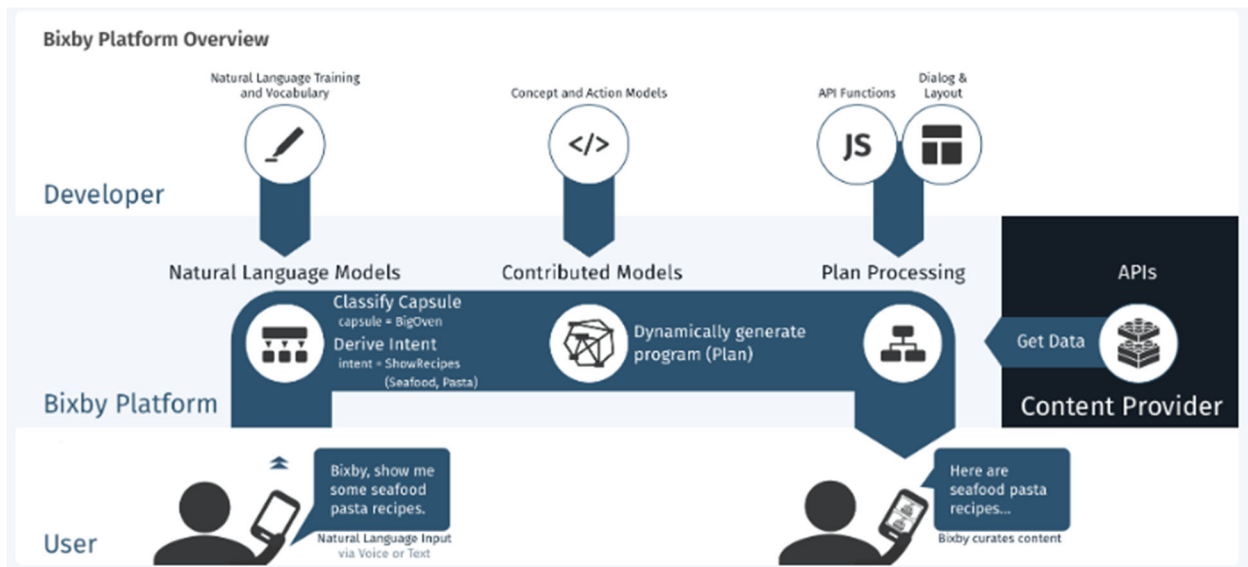 Bixby Platform Overview
Natural Language Training
and Vocabulary
Concept and Action Models
API Functions
Dialog &
Layout
</>
JS
Developer
Natural Language Models
Contributed Models
Plan Processing
APIs
Classify Capsule
capsule = BigOven
Derive Intent
intent = ShowRecipes
(Seafood, Pasta)
Dynamically generate
program (Plan)
Get Data
Bixby Platform
Content Provider
Bixby, show me
some seafood
pasta recipes.
Here are
seafood pasta
recipes...
User
Natural Language Input
via Voice or Text
Bixby curates content